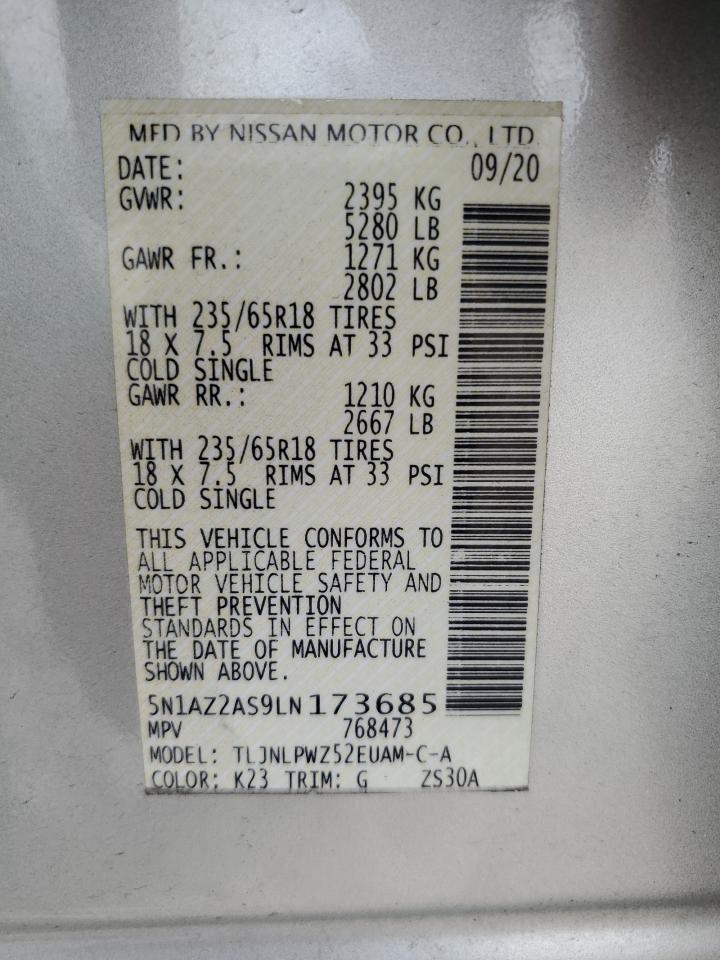 MFD BY NISSAN MOTOR CO., LTD
DATE: 09/20
GVWR: 2395 KG
5280 LB
GAWR FR.: 1271 KG
2802 LB
WITH 235/65R18 TIRES
18 X 7.5 RIMS AT 33 PSI
COLD SINGLE
GAWR RR.: 1210 KG
2667 LB
WITH 235/65R18 TIRES
18 X 7.5 RIMS AT 33 PSI
COLD SINGLE
THIS VEHICLE CONFORMS TO
ALL APPLICABLE FEDERAL
MOTOR VEHICLE SAFETY AND
THEFT PREVENTION
STANDARDS IN EFFECT ON
THE DATE OF MANUFACTURE
SHOWN ABOVE.
5N1AZ2AS9LN173685
MPV 768473
MODEL: TLJNLPWZ52EUAM-C-A
COLOR: K23 TRIM: G ZS30A